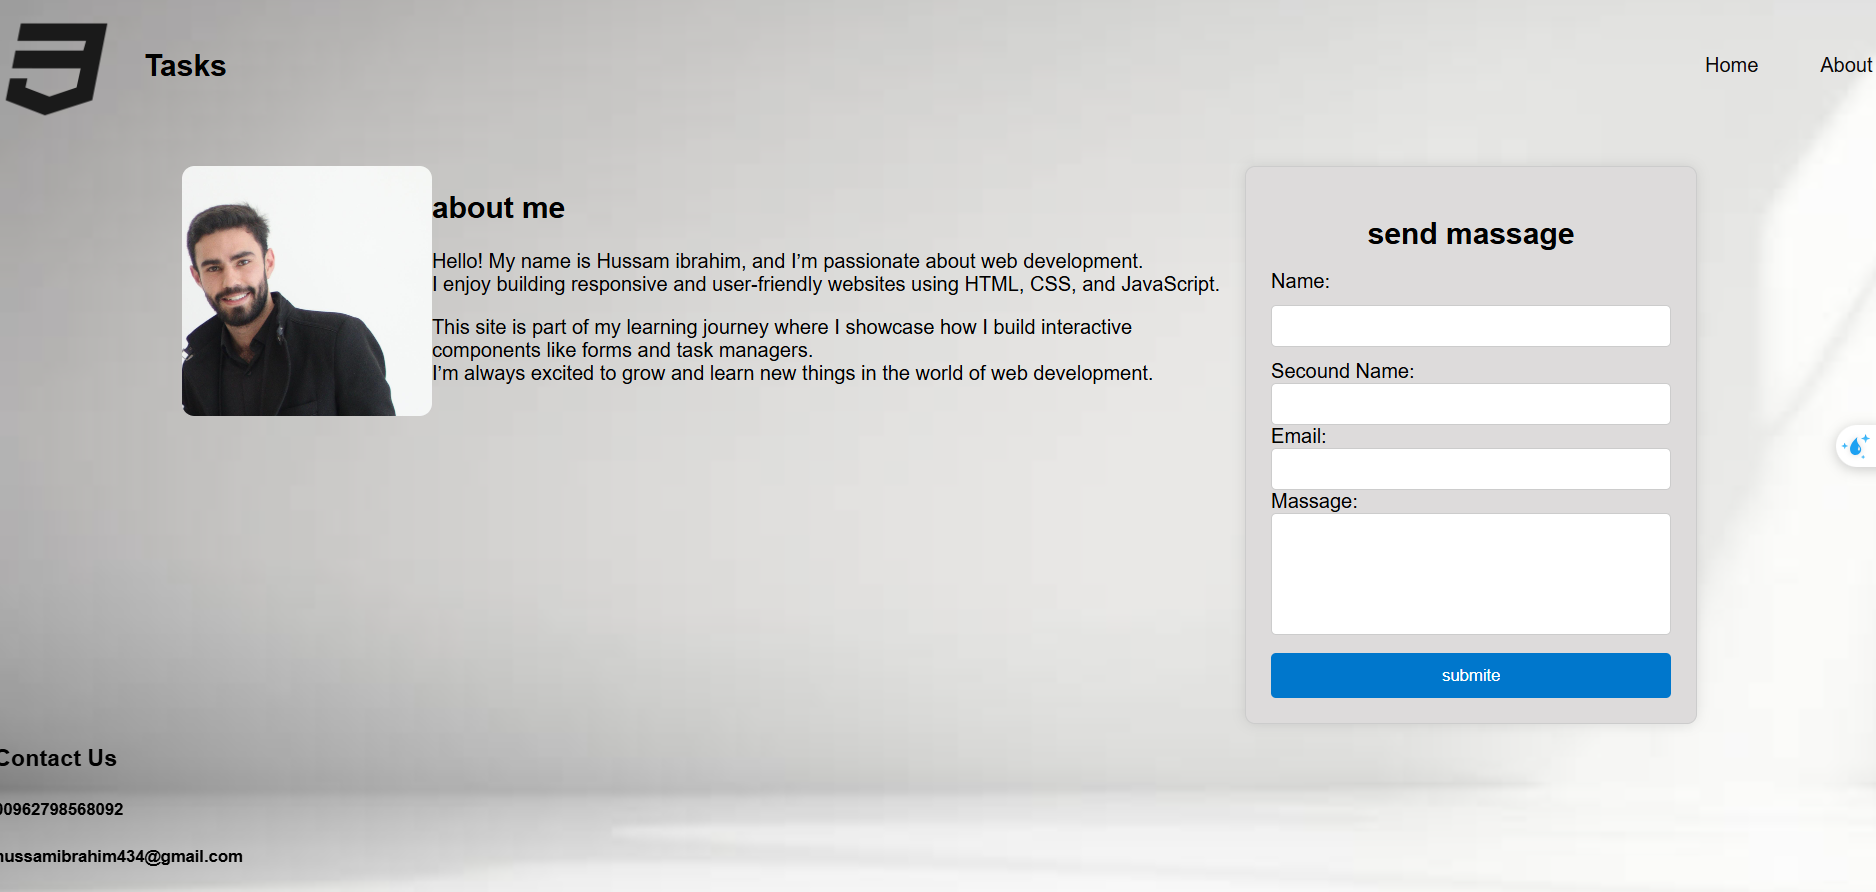 Tasks
Home
About
about me
Hello! My name is Hussam ibrahim, and I’m passionate about web development.
I enjoy building responsive and user-friendly websites using HTML, CSS, and JavaScript.
This site is part of my learning journey where I showcase how I build interactive
components like forms and task managers.
I’m always excited to grow and learn new things in the world of web development.
send massage
Name:
Secound Name:
Email:
Massage:
submite
Contact Us
00962798568092
hussamibrahim434@gmail.com